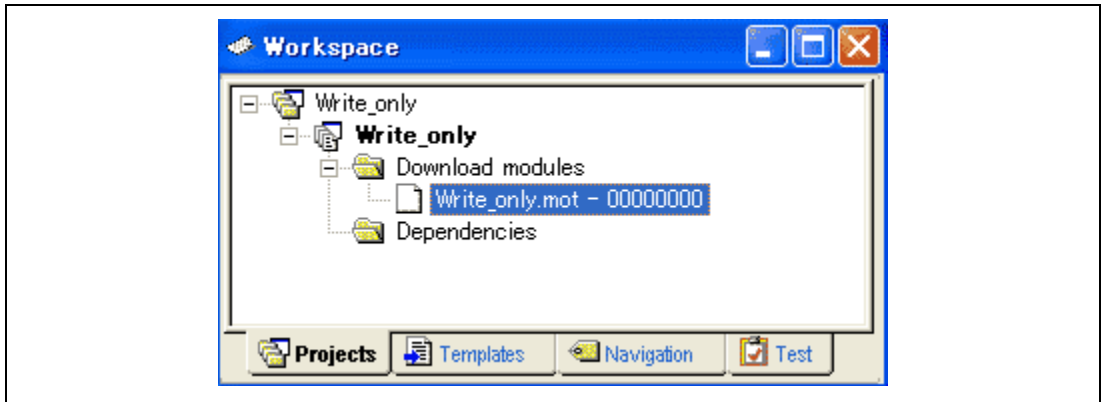 Workspace
Write_only
Write_only
Download modules
Write_only.mot - 00000000
Dependencies
Projects Templates Navigation Test